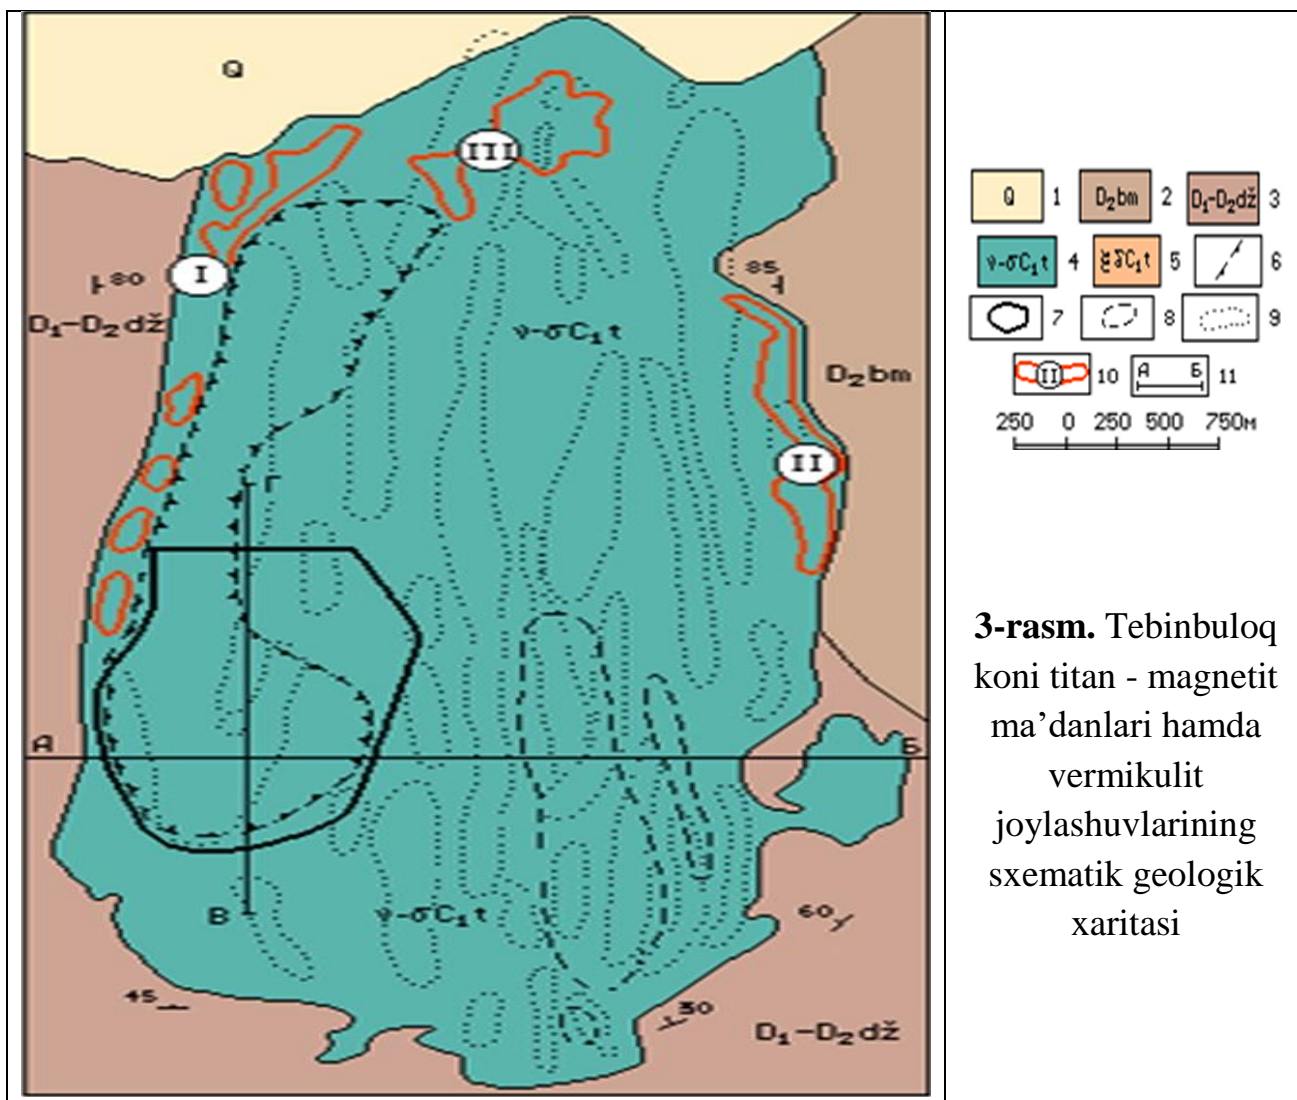 Q
III
I
80
D₁-D₂dž
85
ν-σC₁t
D₂bm
II
Г
А
Б
В
ν-σC₁t
60
45
30
D₁-D₂dž
Q 1 D₂bm 2 D₁-D₂dž 3
ν-σC₁t 4 ξδC₁t 5 6
7 8 9
II 10 А Б 11
250 0 250 500 750м
3-rasm. Tebinbuloq
koni titan - magnetit
ma’danlari hamda
vermikulit
joylashuvlarining
sxematik geologik
xaritasi